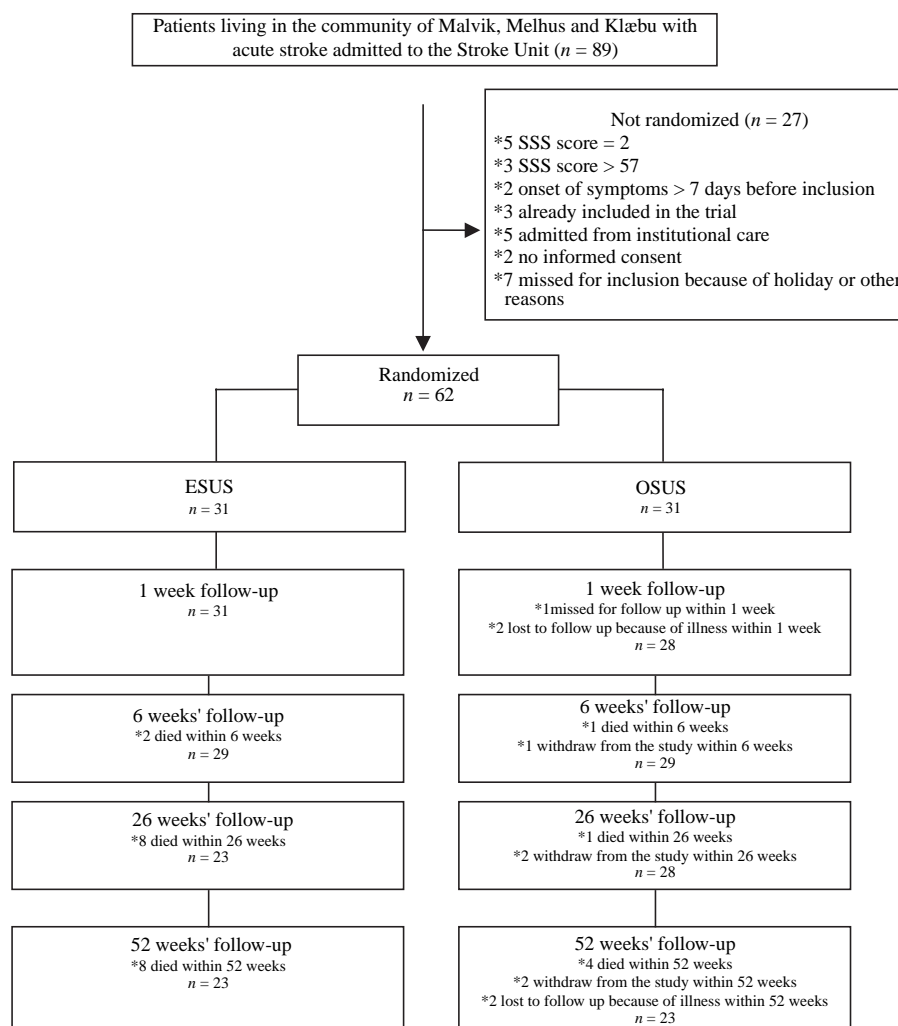 Patients living in the community of Malvik, Melhus and Klæbu with
acute stroke admitted to the Stroke Unit (n = 89)
Not randomized (n = 27)
*5 SSS score = 2
*3 SSS score > 57
*2 onset of symptoms > 7 days before inclusion
*3 already included in the trial
*5 admitted from institutional care
*2 no informed consent
*7 missed for inclusion because of holiday or other
reasons
Randomized
n = 62
ESUS
n = 31
OSUS
n = 31
1 week follow-up
n = 31
1 week follow-up
*1missed for follow up within 1 week
*2 lost to follow up because of illness within 1 week
n = 28
6 weeks' follow-up
*2 died within 6 weeks
n = 29
6 weeks' follow-up
*1 died within 6 weeks
*1 withdraw from the study within 6 weeks
n = 29
26 weeks' follow-up
*8 died within 26 weeks
n = 23
26 weeks' follow-up
*1 died within 26 weeks
*2 withdraw from the study within 26 weeks
n = 28
52 weeks' follow-up
*8 died within 52 weeks
n = 23
52 weeks' follow-up
*4 died within 52 weeks
*2 withdraw from the study within 52 weeks
*2 lost to follow up because of illness within 52 weeks
n = 23